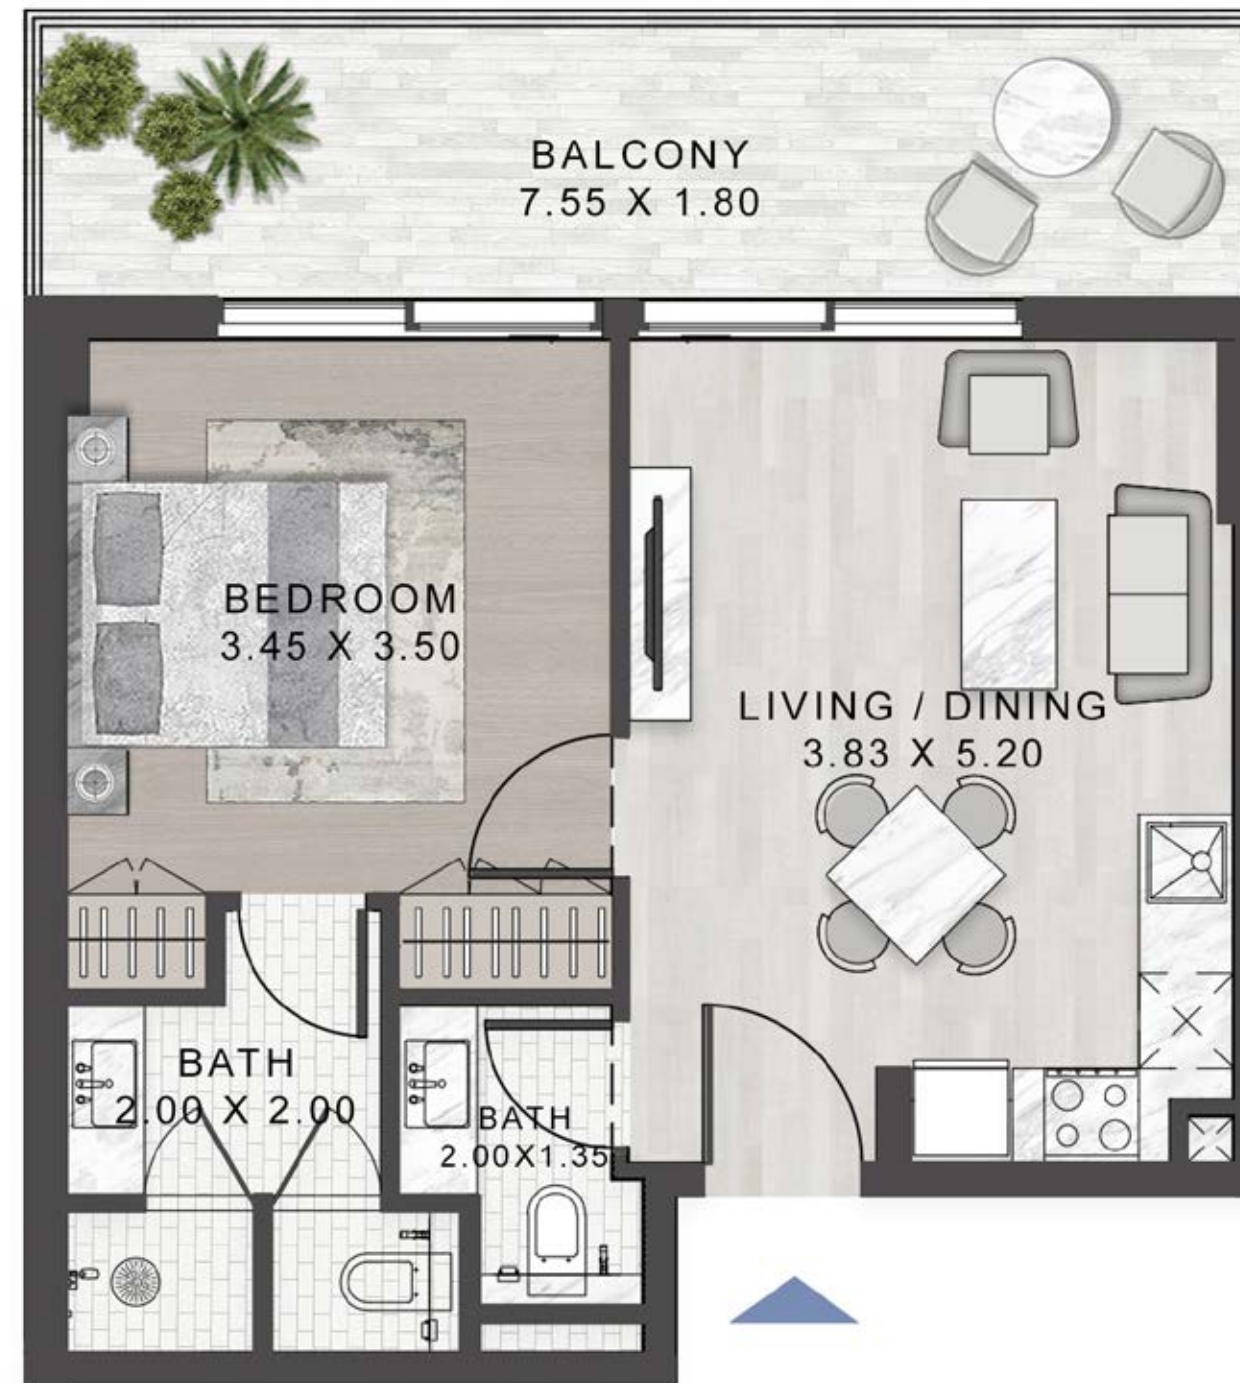 BALCONY
7.55 X 1.80
BEDROOM
3.45 X 3.50
LIVING / DINING
3.83 X 5.20
BATH
2.00 X 2.00
BATH
2.00X1.35